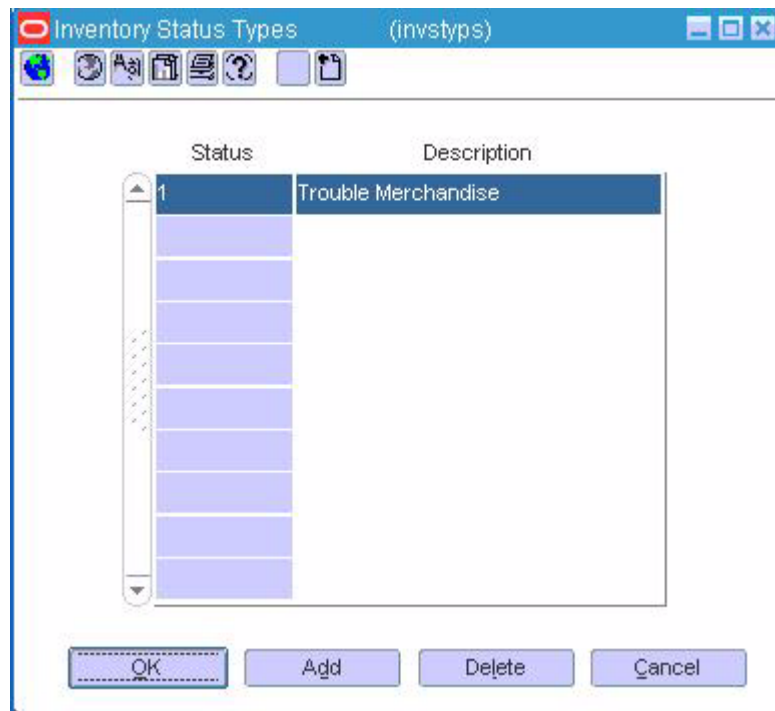 Inventory Status Types (invstyps)
Status Description
1 Trouble Merchandise
OK Add Delete Cancel